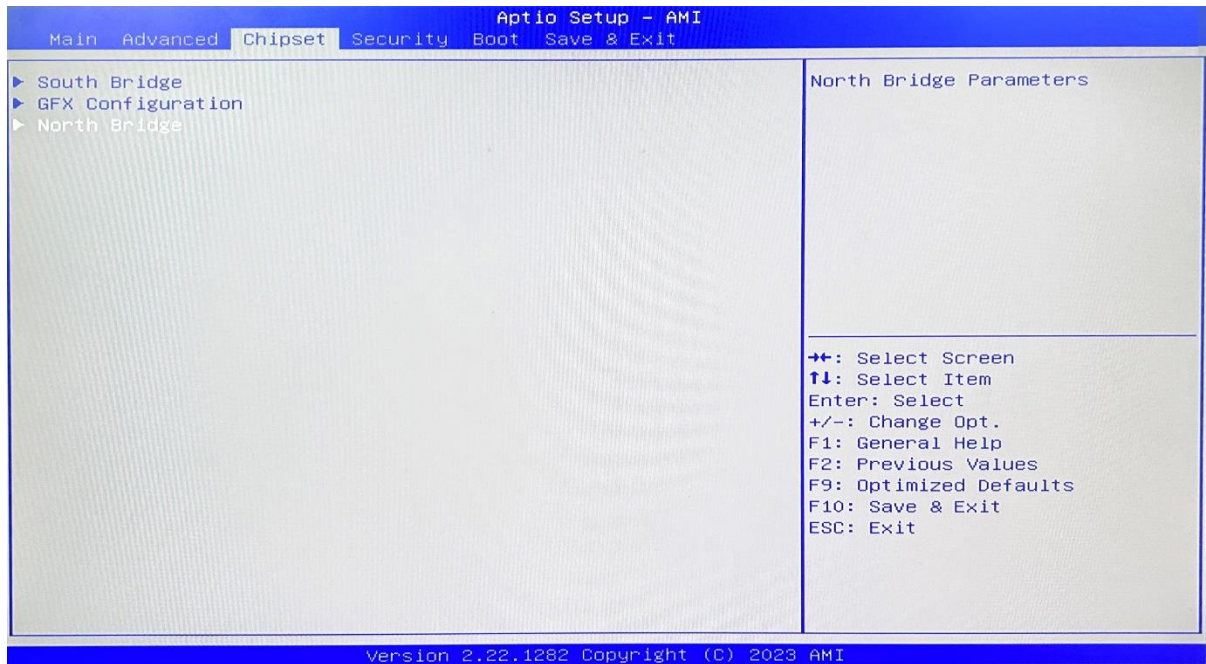 Aptio Setup – AMI
Main Advanced Chipset Security Boot Save & Exit
▶ South Bridge
▶ GFX Configuration
▶ North Bridge
North Bridge Parameters
→←: Select Screen
↑↓: Select Item
Enter: Select
+/-: Change Opt.
F1: General Help
F2: Previous Values
F9: Optimized Defaults
F10: Save & Exit
ESC: Exit
Version 2.22.1282 Copyright (C) 2023 AMI